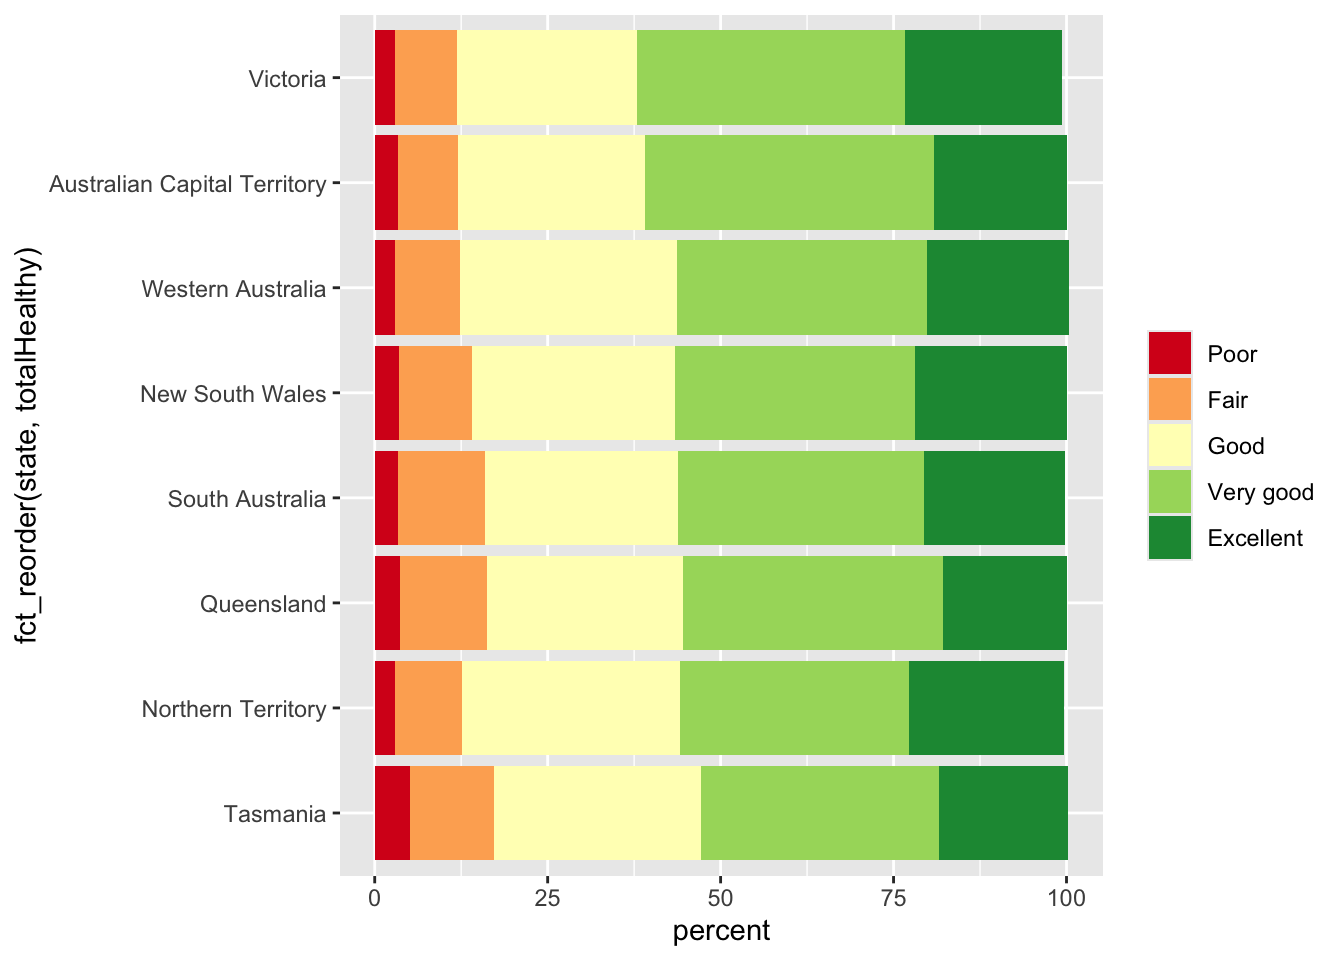 fct_reorder(state, totalHealthy)
Victoria
Australian Capital Territory
Western Australia
New South Wales
South Australia
Queensland
Northern Territory
Tasmania
0 25 50 75 100
percent
Poor
Fair
Good
Very good
Excellent